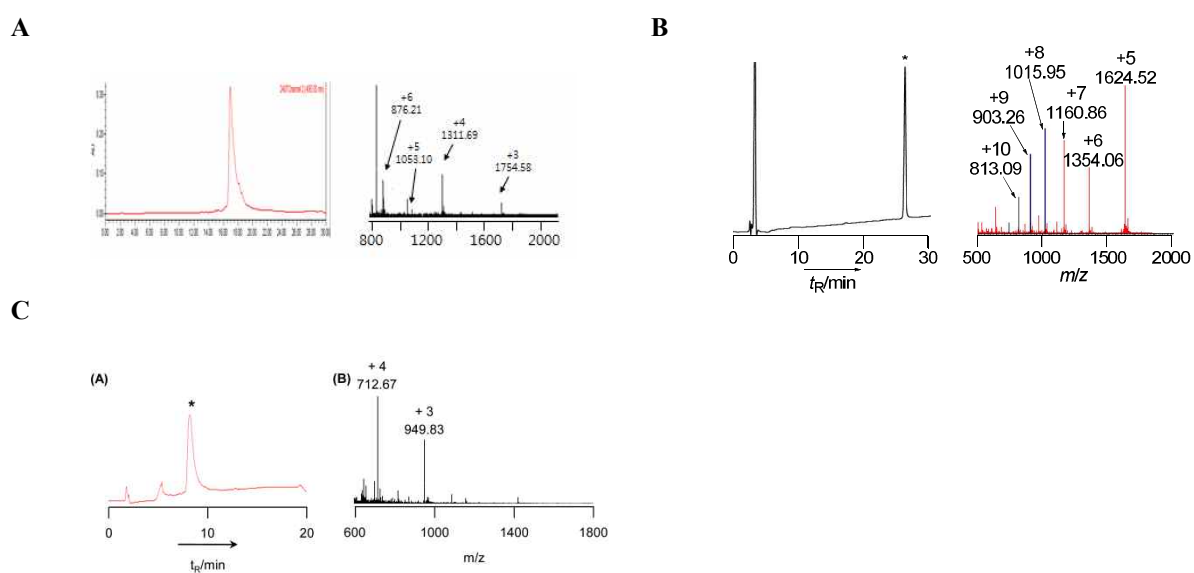 A
+6
876.21
+5
1053.10
+4
1311.69
+3
1754.58
800 1200 1600 2000
B
*
0 10 20 30
tR/min
+10
813.09
+9
903.26
+8
1015.95
+7
1160.86
+6
1354.06
+5
1624.52
500 1000 1500 2000
m/z
C
(A)
*
0 10 20
tR/min
(B)
+ 4
712.67
+ 3
949.83
600 1000 1400 1800
m/z